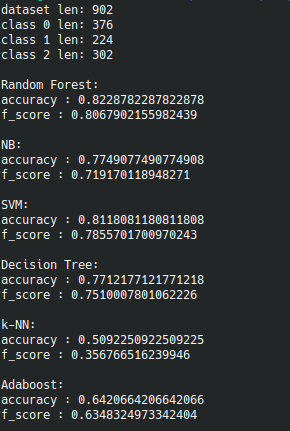 dataset len: 902
class 0 len: 376
class 1 len: 224
class 2 len: 302
Random Forest:
accuracy : 0.8228782287822878
f_score : 0.8067902155982439
NB:
accuracy : 0.7749077490774908
f_score : 0.719170118948271
SVM:
accuracy : 0.8118081180811808
f_score : 0.7855701700970243
Decision Tree:
accuracy : 0.7712177121771218
f_score : 0.7510007801062226
k-NN:
accuracy : 0.5092250922509225
f_score : 0.356766516239946
Adaboost:
accuracy : 0.6420664206642066
f_score : 0.6348324973342404